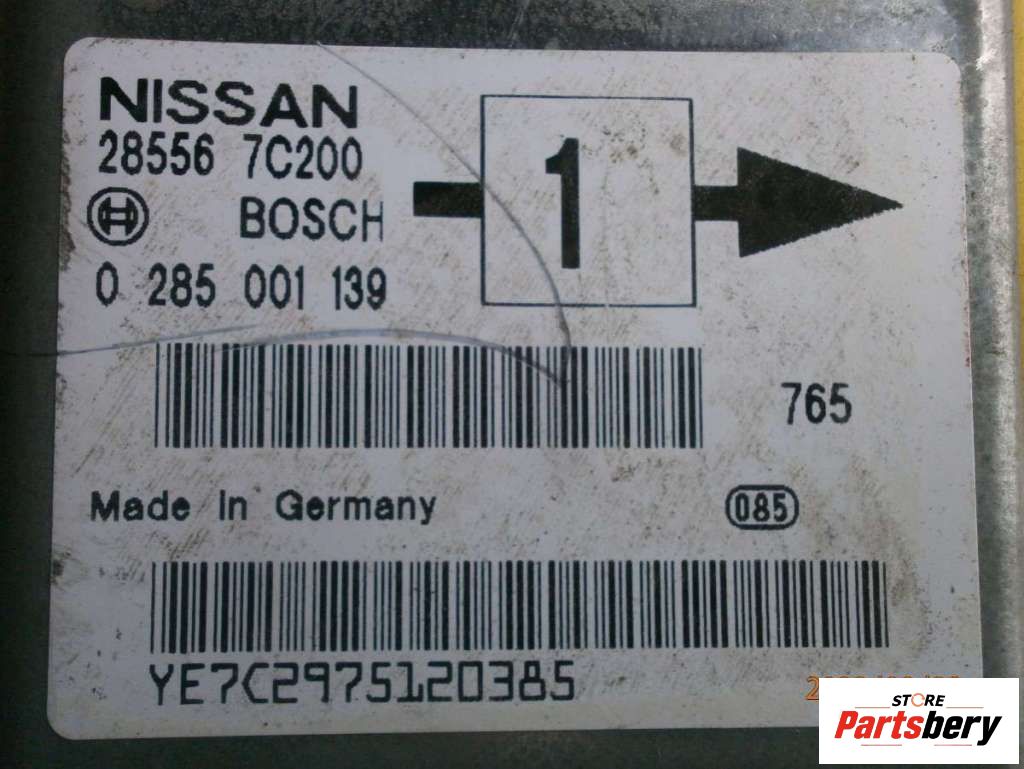 NISSAN
28556 7C200
BOSCH
0 285 001 139
1
765
Made In Germany
085
YE7C2975120385
STORE
Partsbery